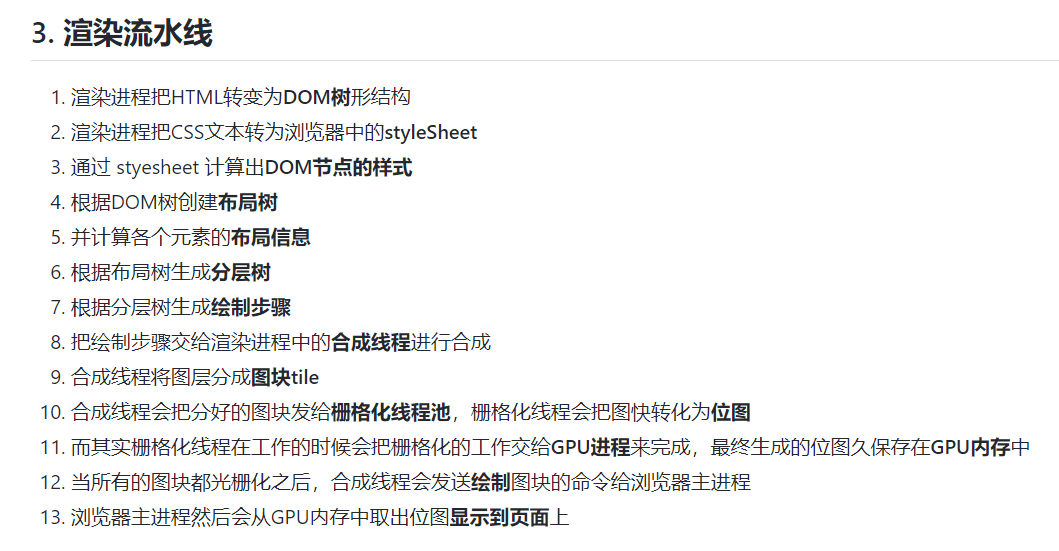 3. 渲染流水线
1. 渲染进程把HTML转变为DOM树形结构
2. 渲染进程把CSS文本转为浏览器中的styleSheet
3. 通过 styesheet 计算出DOM节点的样式
4. 根据DOM树创建布局树
5. 并计算各个元素的布局信息
6. 根据布局树生成分层树
7. 根据分层树生成绘制步骤
8. 把绘制步骤交给渲染进程中的合成线程进行合成
9. 合成线程将图层分成图块tile
10. 合成线程会把分好的图块发给栅格化线程池，栅格化线程会把图快转化为位图
11. 而其实栅格化线程在工作的时候会把栅格化的工作交给GPU进程来完成，最终生成的位图久保存在GPU内存中
12. 当所有的图块都光栅化之后，合成线程会发送绘制图块的命令给浏览器主进程
13. 浏览器主进程然后会从GPU内存中取出位图显示到页面上